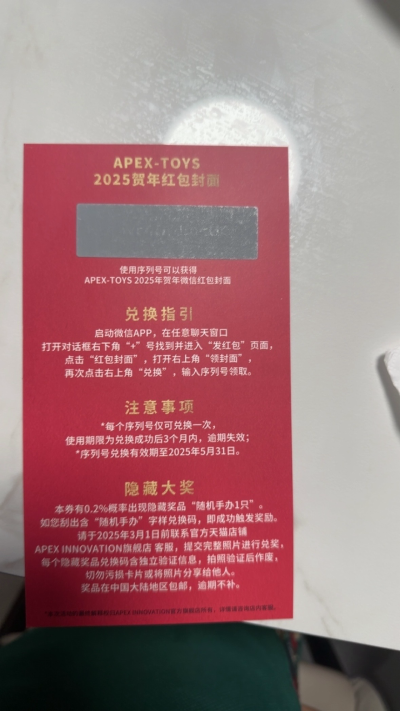 APEX-TOYS
2025贺年红包封面
使用序列号可以获得
APEX-TOYS 2025年贺年微信红包封面
兑换指引
启动微信APP，在任意聊天窗口
打开对话框右下角“+”号找到并进入“发红包”页面，
点击“红包封面”，打开右上角“领封面”，
再次点击右上角“兑换”，输入序列号领取。
注意事项
*每个序列号仅可兑换一次，
使用期限为兑换成功后3个月内，逾期失效；
*序列号兑换有效期至2025年5月31日。
隐藏大奖
本券有0.2%概率出现隐藏奖品“随机手办1只”。
如您刮出含“随机手办”字样兑换码，即成功触发奖励。
请于2025年3月1日前联系官方天猫店铺
APEX INNOVATION旗舰店 客服，提交完整照片进行兑奖，
每个隐藏奖品兑换码含独立验证信息，拍照验证后作废，
切勿污损卡片或将照片分享给他人。
奖品在中国大陆地区包邮，逾期不补。